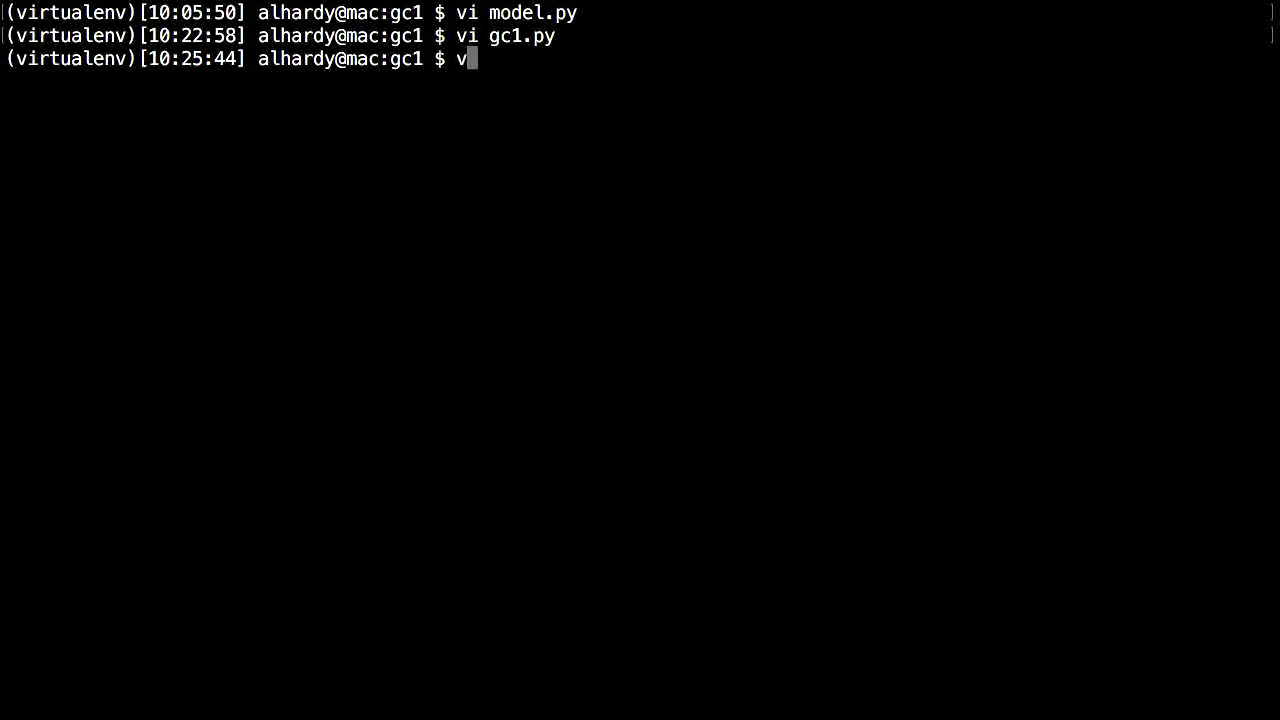 (virtualenv)[10:05:50] alhardy@mac:gc1 $ vi model.py
(virtualenv)[10:22:58] alhardy@mac:gc1 $ vi gc1.py
(virtualenv)[10:25:44] alhardy@mac:gc1 $ v